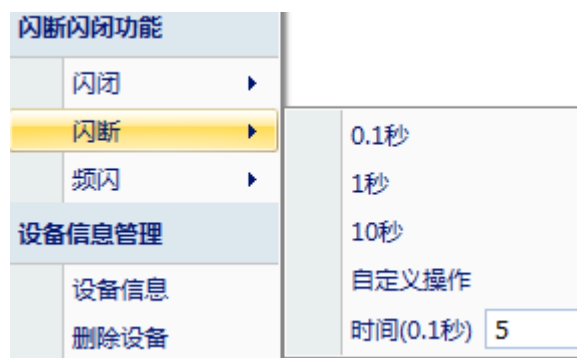 闪断闪闭功能
闪闭
闪断
频闪
设备信息管理
设备信息
删除设备
0.1秒
1秒
10秒
自定义操作
时间(0.1秒) 5